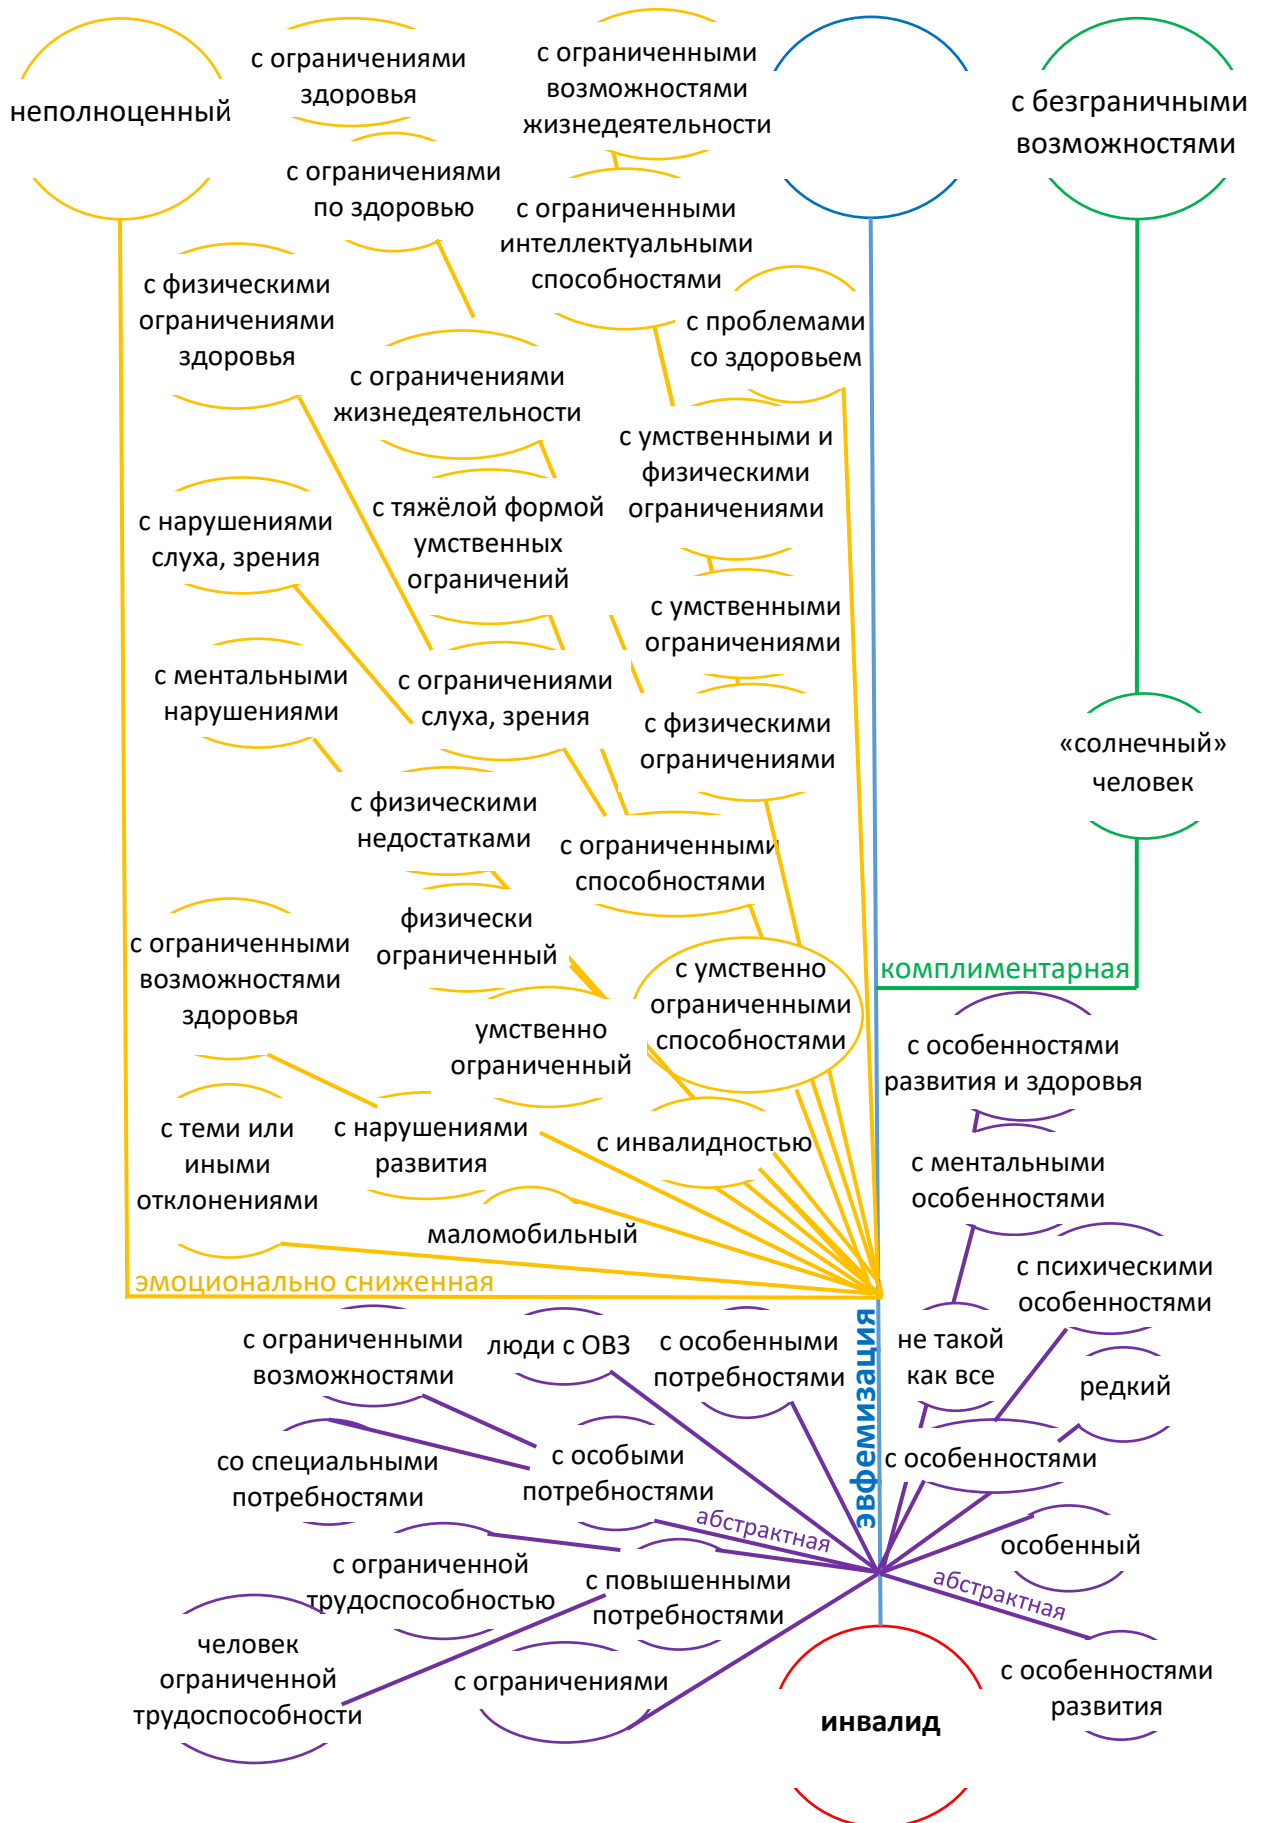 неполноценный
с ограничениями
здоровья
с ограниченными
возможностями
жизнедеятельности
с безграничными
возможностями
с ограничениями
по здоровью
с ограниченными
интеллектуальными
способностями
с физическими
ограничениями
здоровья
с проблемами
со здоровьем
с ограничениями
жизнедеятельности
с умственными и
физическими
ограничениями
с нарушениями
слуха, зрения
с тяжёлой формой
умственных
ограничений
с умственными
ограничениями
с ментальными
нарушениями
с ограничениями
слуха, зрения
с физическими
ограничениями
«солнечный»
человек
с физическими
недостатками
с ограниченными
способностями
физически
ограниченный
с ограниченными
возможностями
здоровья
с умственно
ограниченными
способностями
комплиментарная
умственно
ограниченный
с особенностями
развития и здоровья
с теми или
иными
отклонениями
с нарушениями
развития
с инвалидностью
с ментальными
особенностями
маломобильный
эмоционально сниженная
с психическими
особенностями
с ограниченными
возможностями
люди с ОВЗ
с особенными
потребностями
эвфемизация
не такой
как все
редкий
со специальными
потребностями
с особыми
потребностями
с особенностями
абстрактная
особенный
с ограниченной
трудоспособностью
с повышенными
потребностями
абстрактная
человек
ограниченной
трудоспособности
с ограничениями
инвалид
с особенностями
развития